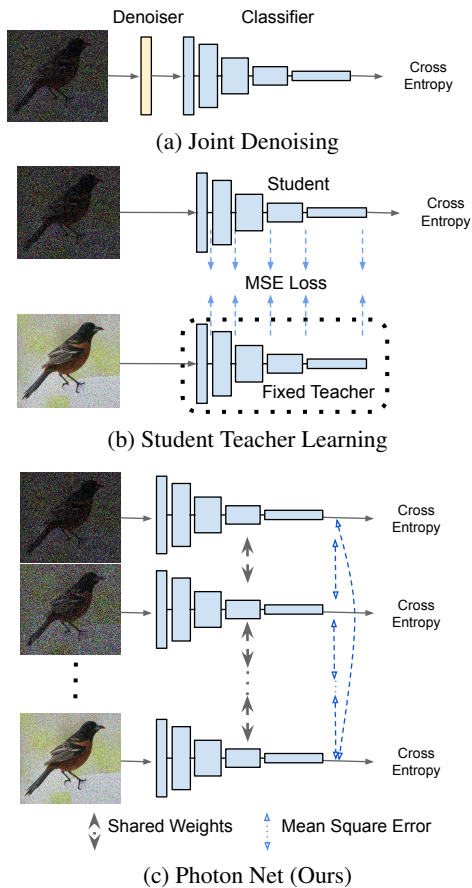 Denoiser
Classifier
Cross
Entropy
(a) Joint Denoising
Student
Cross
Entropy
MSE Loss
Fixed Teacher
(b) Student Teacher Learning
Cross
Entropy
Cross
Entropy
Cross
Entropy
Shared Weights
Mean Square Error
(c) Photon Net (Ours)